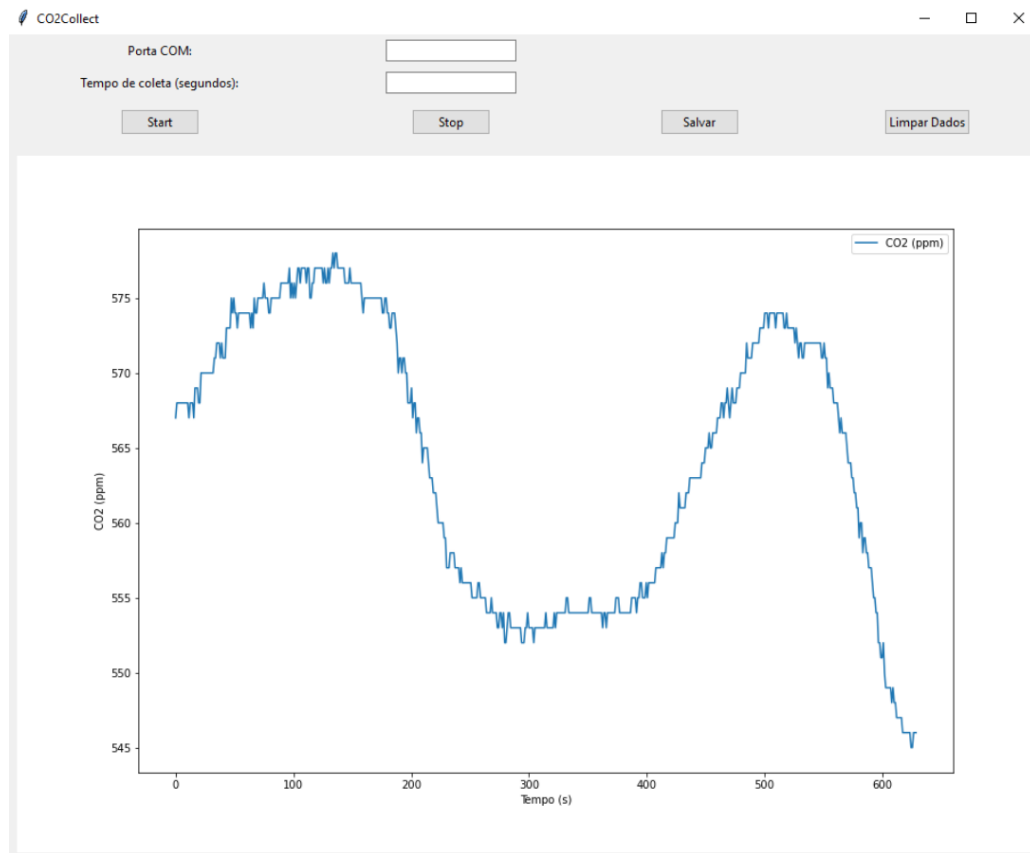 CO2Collect
Porta COM:
Tempo de coleta (segundos):
Start Stop Salvar Limpar Dados
CO2 (ppm)
575
570
565
560
555
550
545
CO2 (ppm)
0 100 200 300 400 500 600
Tempo (s)